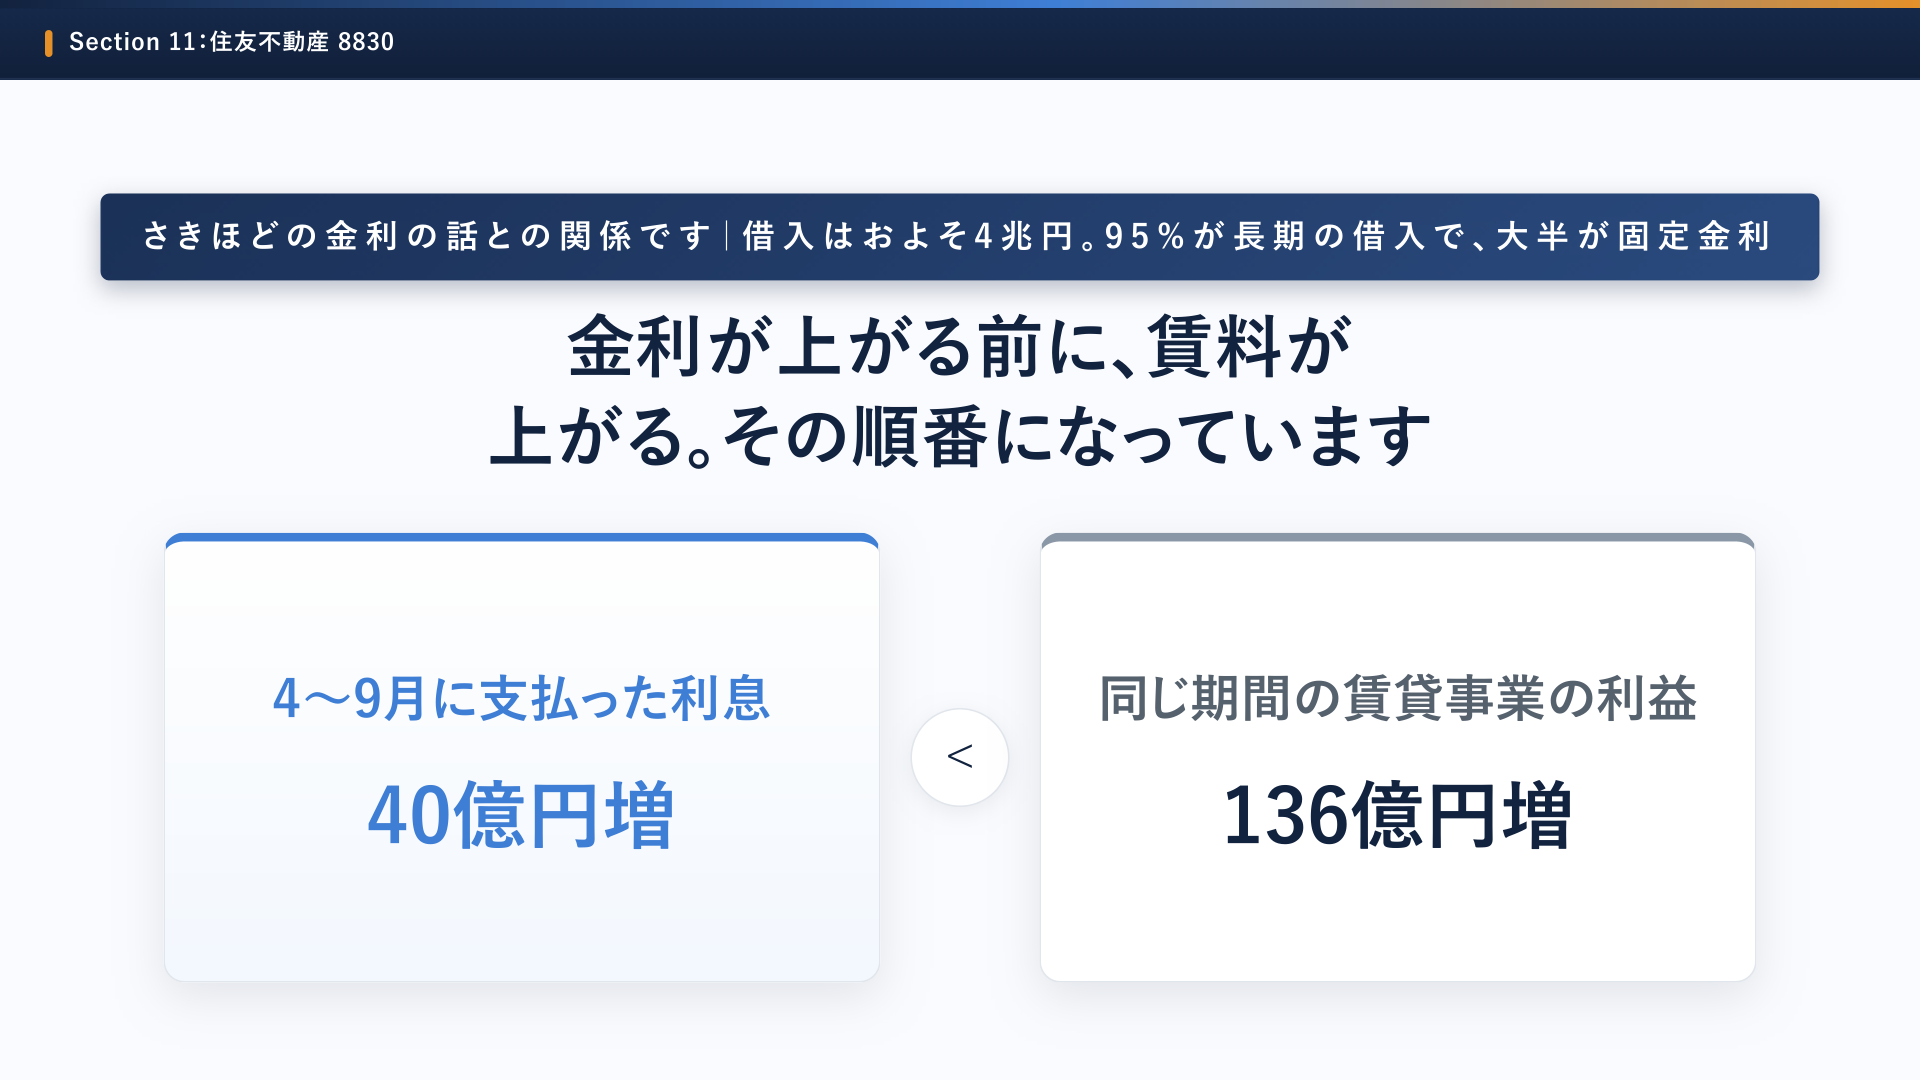 Section 11：住友不動産 8830
さきほどの金利の話との関係です｜借入はおよそ4兆円。95%が長期の借入で、大半が固定金利
金利が上がる前に、賃料が
上がる。その順番になっています
4〜9月に支払った利息
40億円増
<
同じ期間の賃貸事業の利益
136億円増